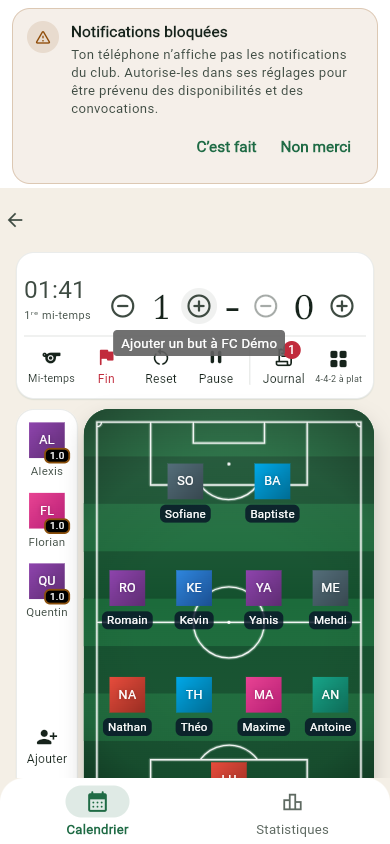 Notifications bloquées
Ton téléphone n’affiche pas les notifications
du club. Autorise-les dans ses réglages pour
être prévenu des disponibilités et des
convocations.
C’est fait Non merci
01:41
1ʳᵉ mi-temps
1 - 0
Ajouter un but à FC Démo
1
Mi-temps Fin Reset Pause Journal 4-4-2 à plat
AL
1.0
Alexis
FL
1.0
Florian
QU
1.0
Quentin
Ajouter
SO BA
Sofiane Baptiste
RO KE YA ME
Romain Kevin Yanis Mehdi
NA TH MA AN
Nathan Théo Maxime Antoine
Calendrier Statistiques